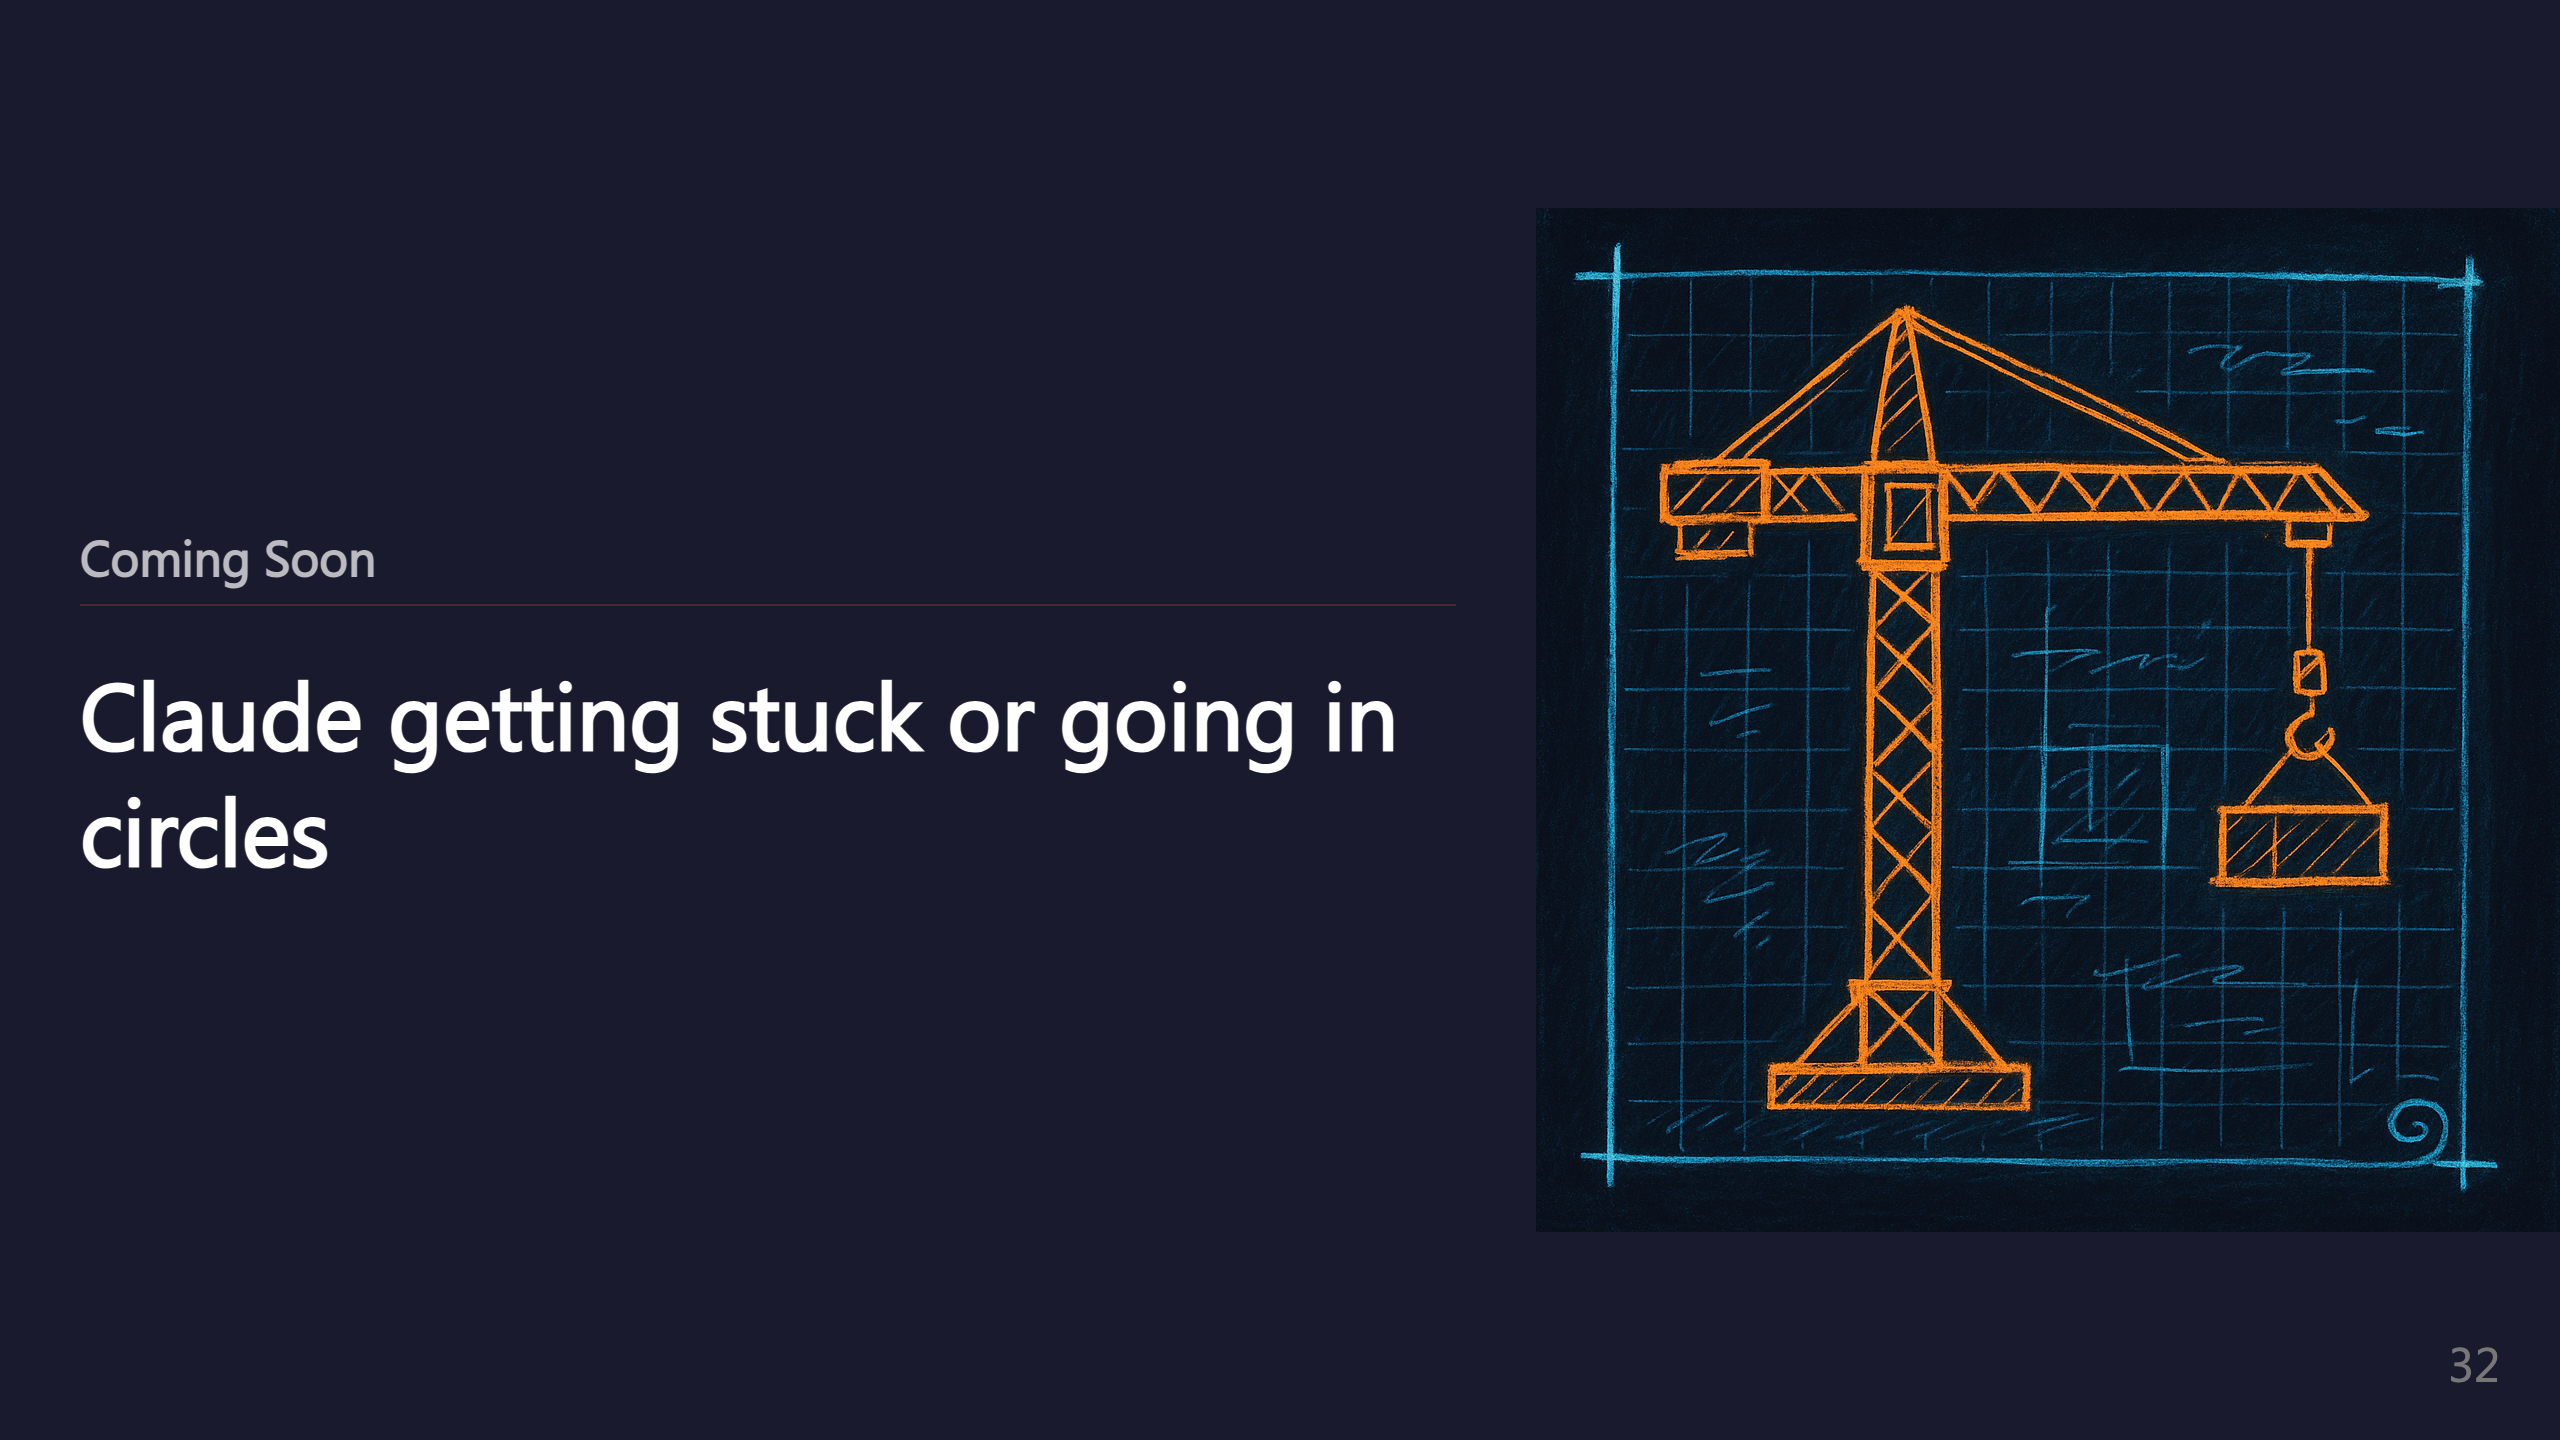 Coming Soon
Claude getting stuck or going in
circles
32